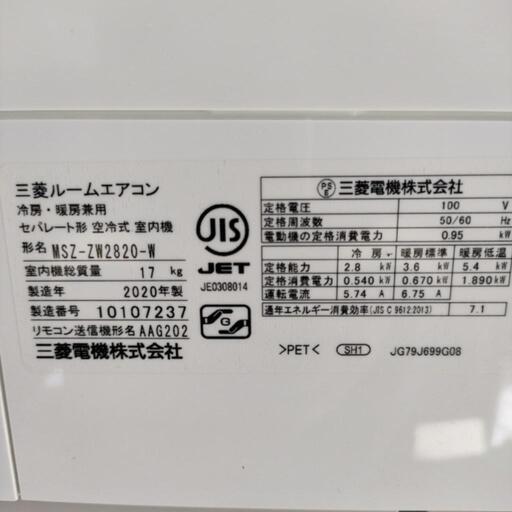 三菱ルームエアコン
冷房・暖房兼用
セパレート形 空冷式 室内機
形名 MSZ-ZW2820-W
室内機総質量 17 kg
製造年 2020年製
製造番号 10107237
リモコン送信機形名 AAG202
三菱電機株式会社
JIS
JET
JE0308014
PS E 三菱電機株式会社
定格電圧 100 V
定格周波数 50/60 Hz
電動機の定格消費電力 0.95 kW
冷房 暖房標準 暖房低温
定格能力 2.8 kW 3.6 kW 5.4 kW
定格消費電力 0.540 kW 0.670 kW 1.890 kW
運転電流 5.74 A 6.75 A
通年エネルギー消費効率(JIS C 9612:2013) 7.1
>PET< SH1 JG79J699G08